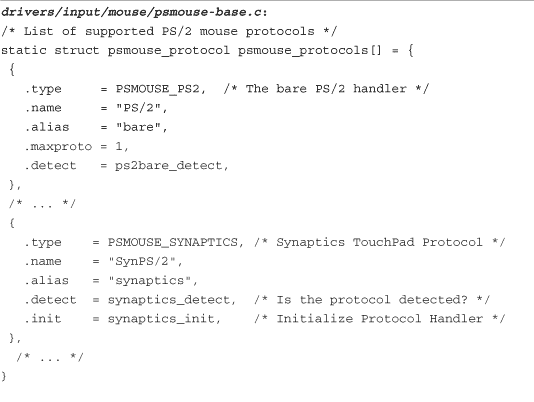 drivers/input/mouse/psmouse-base.c:
/* List of supported PS/2 mouse protocols */
static struct psmouse_protocol psmouse_protocols[] = {
 {
   .type     = PSMOUSE_PS2,  /* The bare PS/2 handler */
   .name     = "PS/2",
   .alias    = "bare",
   .maxproto = 1,
   .detect   = ps2bare_detect,
 },
 /* ... */
 {
   .type    = PSMOUSE_SYNAPTICS, /* Synaptics TouchPad Protocol */
   .name    = "SynPS/2",
   .alias   = "synaptics",
   .detect  = synaptics_detect,  /* Is the protocol detected? */
   .init    = synaptics_init,    /* Initialize Protocol Handler */
 },
  /* ... */
}